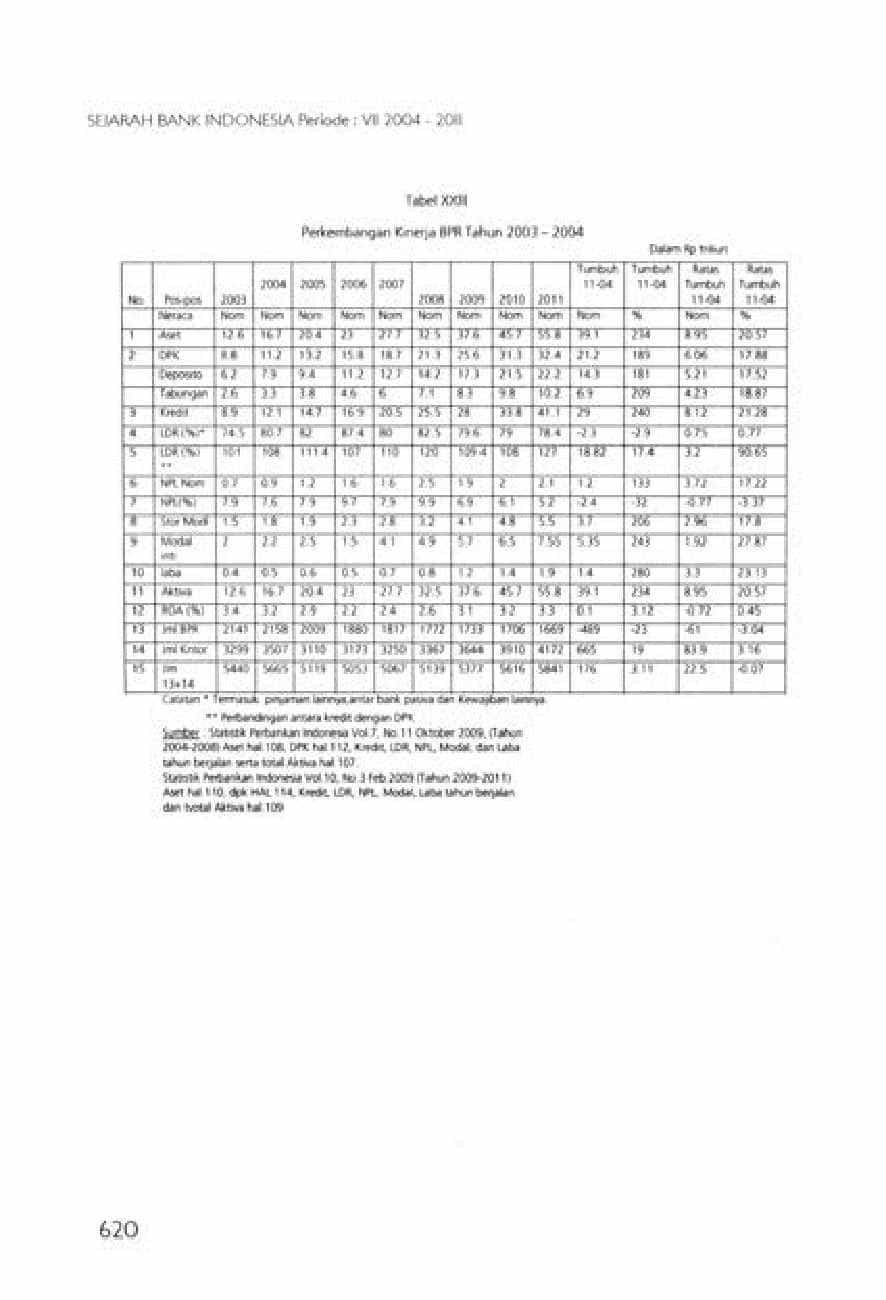 SEJARAH BANK INDONESIA Periode : VII 2004 - 2011
Tabel XXIII
Perkembangan Kinerja BPR Tahun 2003 – 2004
Dalam Rp triliun
No Pos-pos 2003 2004 2005 2006 2007 2008 2009 2010 2011 Tumbuh 11-04 Tumbuh 11-04 Ratas Tumbuh 11-04 Ratas Tumbuh 11-04
Neraca Nom Nom Nom Nom Nom Nom Nom Nom Nom Nom % Nom %
1 Aset 12.6 16.7 20.4 23 27.7 32.5 37.6 45.7 55.8 39.1 234 8.95 20.57
2 DPK 8.8 11.2 13.2 15.8 18.7 21.3 25.6 31.3 32.4 21.2 189 6.06 17.88
Deposito 6.2 7.9 9.4 11.2 12.7 14.2 17.3 21.5 22.2 14.3 181 5.21 17.52
Tabungan 2.6 3.3 3.8 4.6 6 7.1 8.3 9.8 10.2 6.9 209 4.23 18.87
3 Kredit 8.9 12.1 14.7 16.9 20.5 25.5 28 33.8 41.1 29 240 8.12 21.28
4 LDR (%)* 74.5 80.7 82 87.4 80 82.5 79.6 79 78.4 -2.3 -2.9 0.75 0.77
5 LDR (%) ** 101 108 111.4 107 110 120 109.4 108 127 18.82 17.4 3.2 90.65
6 NPL Nom 0.7 0.9 1.2 1.6 1.6 2.5 1.9 2 2.1 1.2 133 3.72 17.22
7 NPL(%) 7.9 7.6 7.9 9.7 7.9 9.9 6.9 6.1 5.2 -2.4 -32 -0.77 -3.37
8 Stor Modl 1.5 1.8 1.9 2.3 2.8 3.2 4.1 4.8 5.5 3.7 206 2.96 17.8
9 Modal inti 2 2.2 2.5 1.5 4.1 4.9 5.7 6.5 7.55 5.35 243 1.92 27.87
10 laba 0.4 0.5 0.6 0.5 0.7 0.8 1.2 1.4 1.9 1.4 280 3.3 23.13
11 Aktiva 12.6 16.7 20.4 23 27.7 32.5 37.6 45.7 55.8 39.1 234 8.95 20.57
12 ROA (%) 3.4 3.2 2.9 2.2 2.4 2.6 3.1 3.2 3.3 0.1 3.12 -0.72 0.45
13 Jml BPR 2141 2158 2009 1880 1817 1772 1733 1706 1669 -489 -23 -61 -3.04
14 Jml Kntor 3299 3507 3110 3173 3250 3367 3644 3910 4172 665 19 83.9 3.16
15 Jlm 13+14 5440 5665 5119 5053 5067 5139 5377 5616 5841 176 3.11 22.5 -0.07
Catatan * Termasuk pinjaman lainnya,antar bank pasiva dan Kewajiban lainnya.
** Perbandingan antara kredit dengan DPK
Sumber : Statistik Perbankan Indonesia Vol 7, No.11 Oktober 2009, (Tahun
2004-2008) Aset hal 108, DPK hal 112, Kredit, LDR, NPL, Modal, dan Laba
tahun berjalan serta total Aktiva hal 107.
Statistik Perbankan Indonesia Vol 10, No 3 Feb 2009 (Tahun 2009-2011)
Aset hal 110, dpk HAL 114, Kredit, LDR, NPL, Modal, Laba tahun berjalan
dan tvotal Aktiva hal 109
620